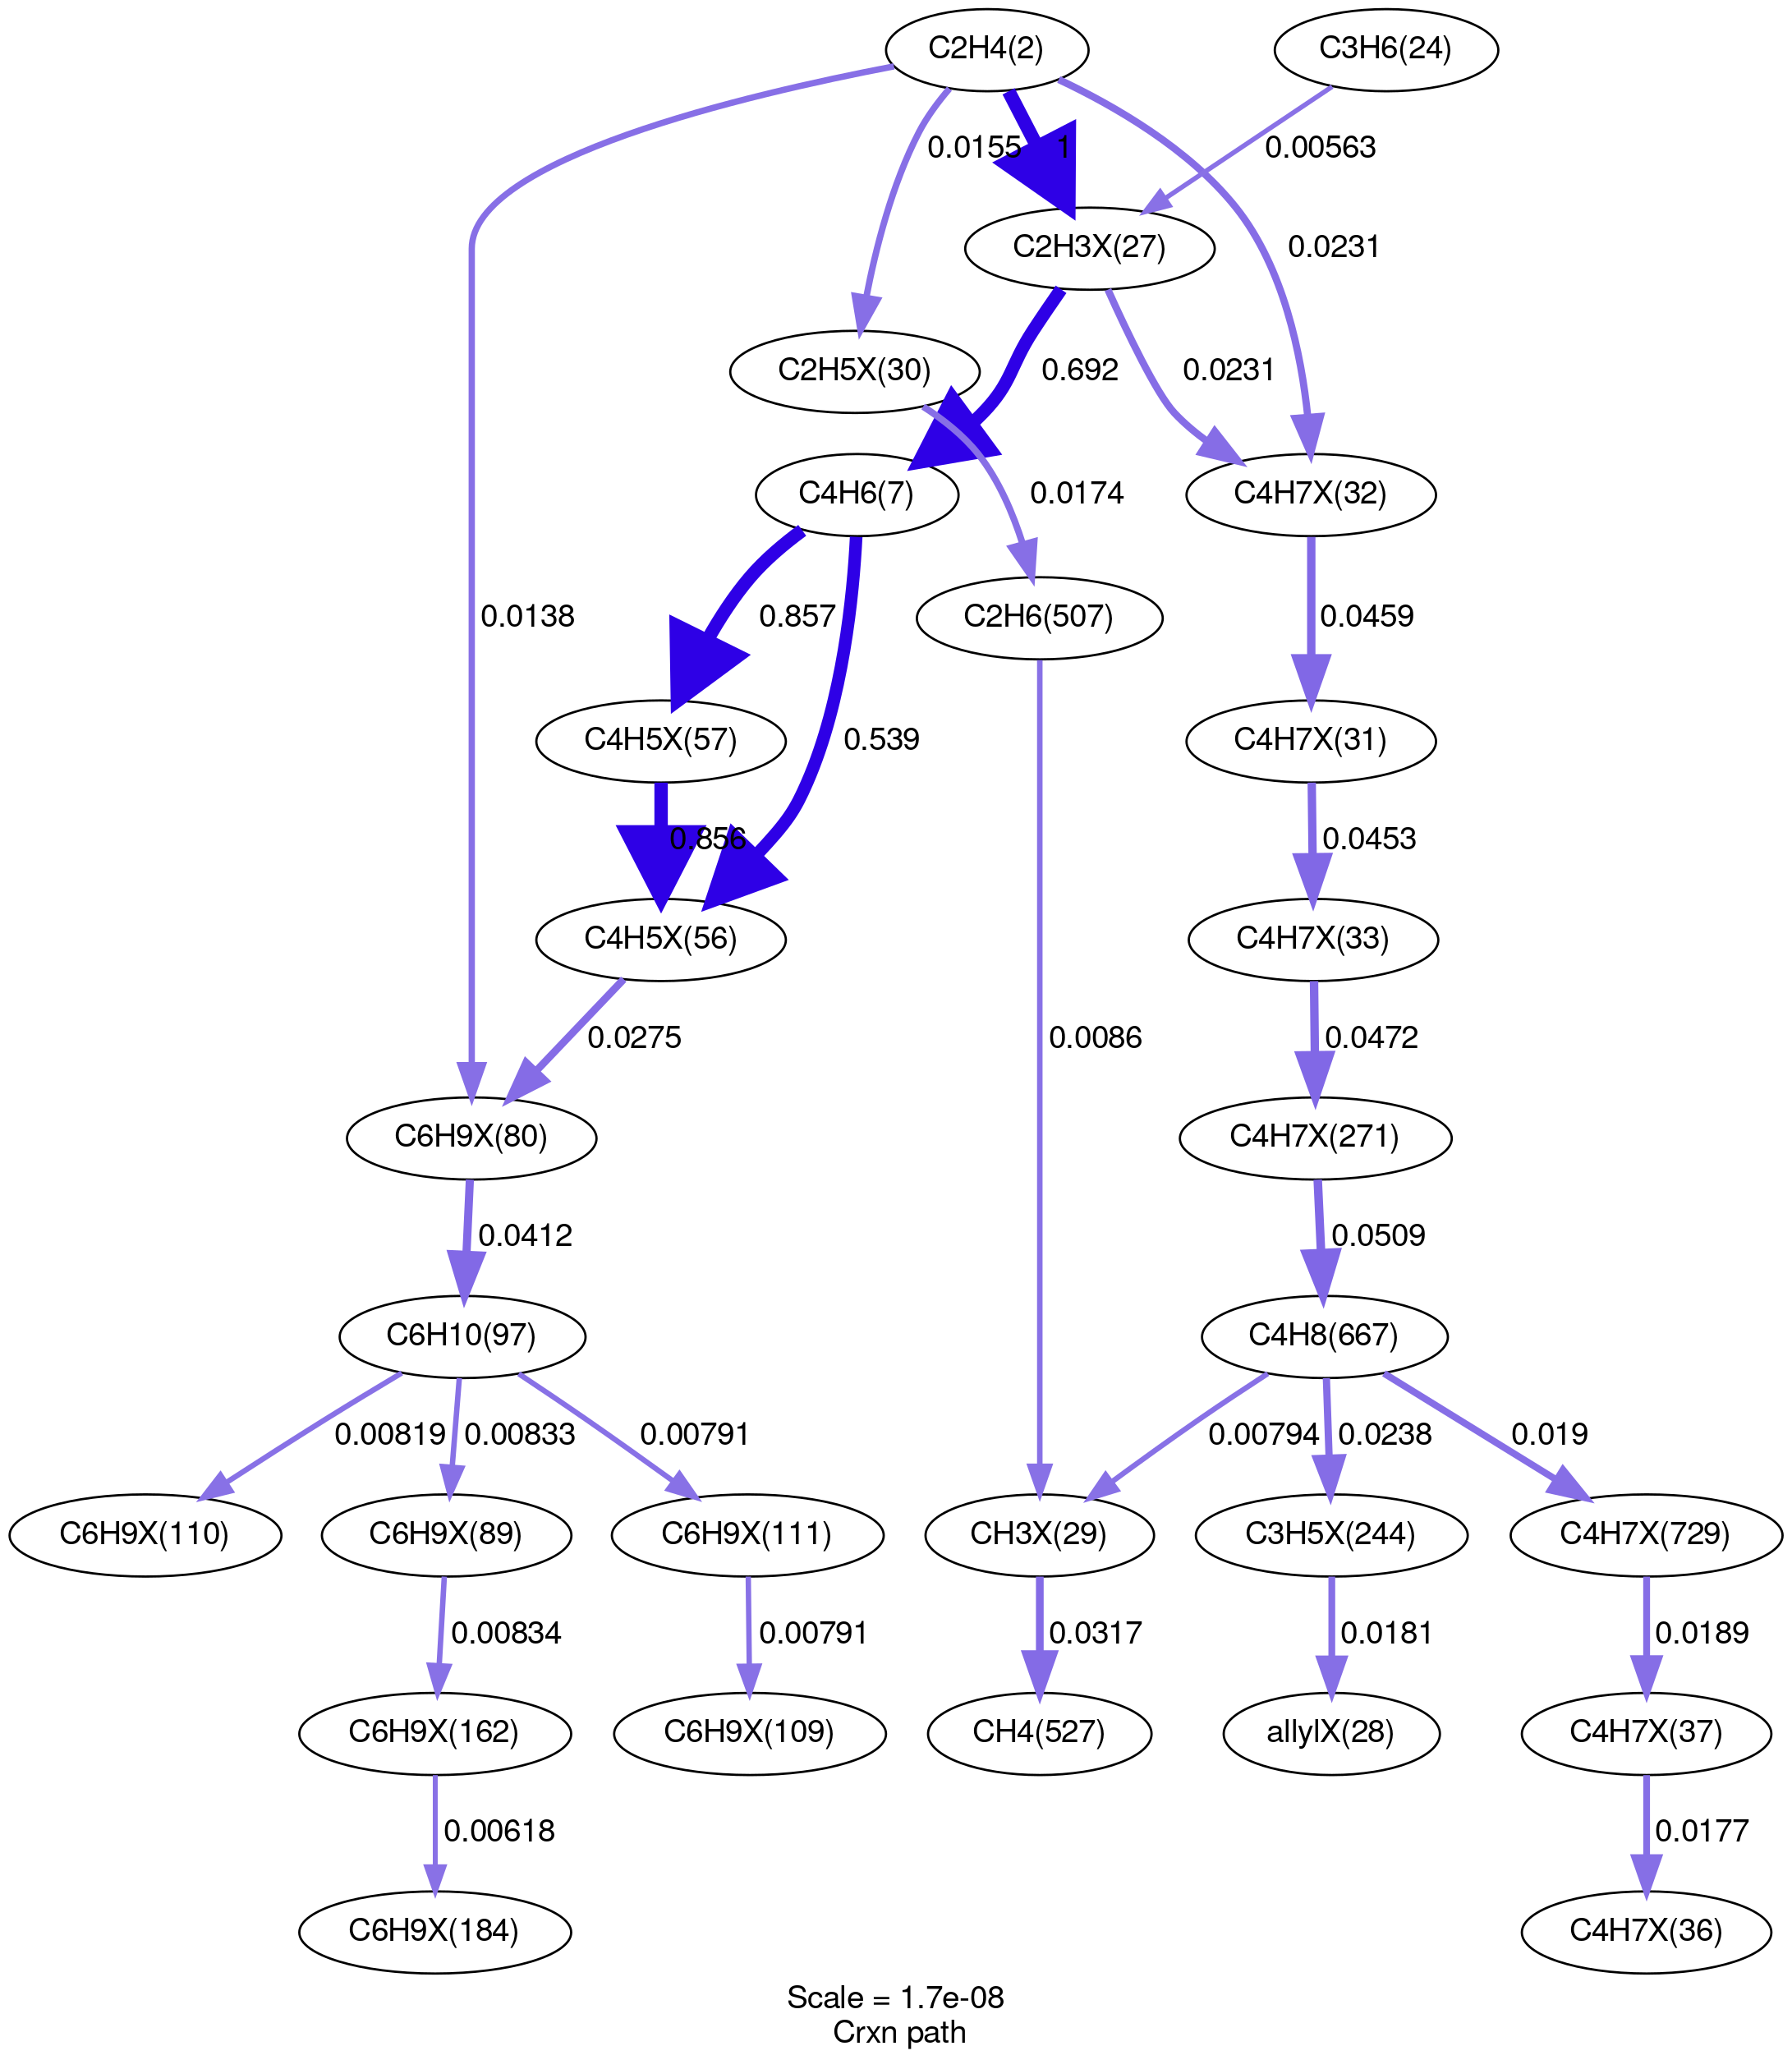 C2H4(2)
C3H6(24)
0.0155
1
0.00563
C2H3X(27)
0.0231
C2H5X(30)
0.692
0.0231
C4H6(7)
0.0174
C4H7X(32)
0.0138
0.857
C2H6(507)
0.0459
C4H5X(57)
0.539
C4H7X(31)
0.856
0.0453
C4H5X(56)
C4H7X(33)
0.0275
0.0086
0.0472
C6H9X(80)
C4H7X(271)
0.0412
0.0509
C6H10(97)
C4H8(667)
0.00819
0.00833
0.00791
0.00794
0.0238
0.019
C6H9X(110)
C6H9X(89)
C6H9X(111)
CH3X(29)
C3H5X(244)
C4H7X(729)
0.00834
0.00791
0.0317
0.0181
0.0189
C6H9X(162)
C6H9X(109)
CH4(527)
allylX(28)
C4H7X(37)
0.00618
0.0177
C6H9X(184)
C4H7X(36)
Scale = 1.7e-08
Crxn path